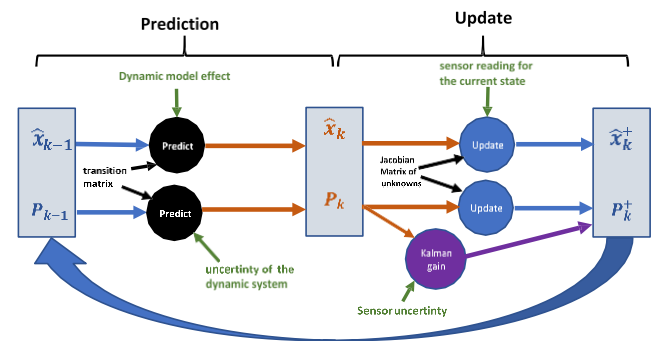 Prediction
Update
Dynamic model effect
sensor reading for
the current state
x̂ₖ₋₁
Predict
x̂ₖ
Update
x̂ₖ⁺
transition
matrix
Jacobian
Matrix of
unknowns
Pₖ₋₁
Predict
Pₖ
Update
Pₖ⁺
Kalman
gain
uncertinty of the
dynamic system
Sensor uncertinty